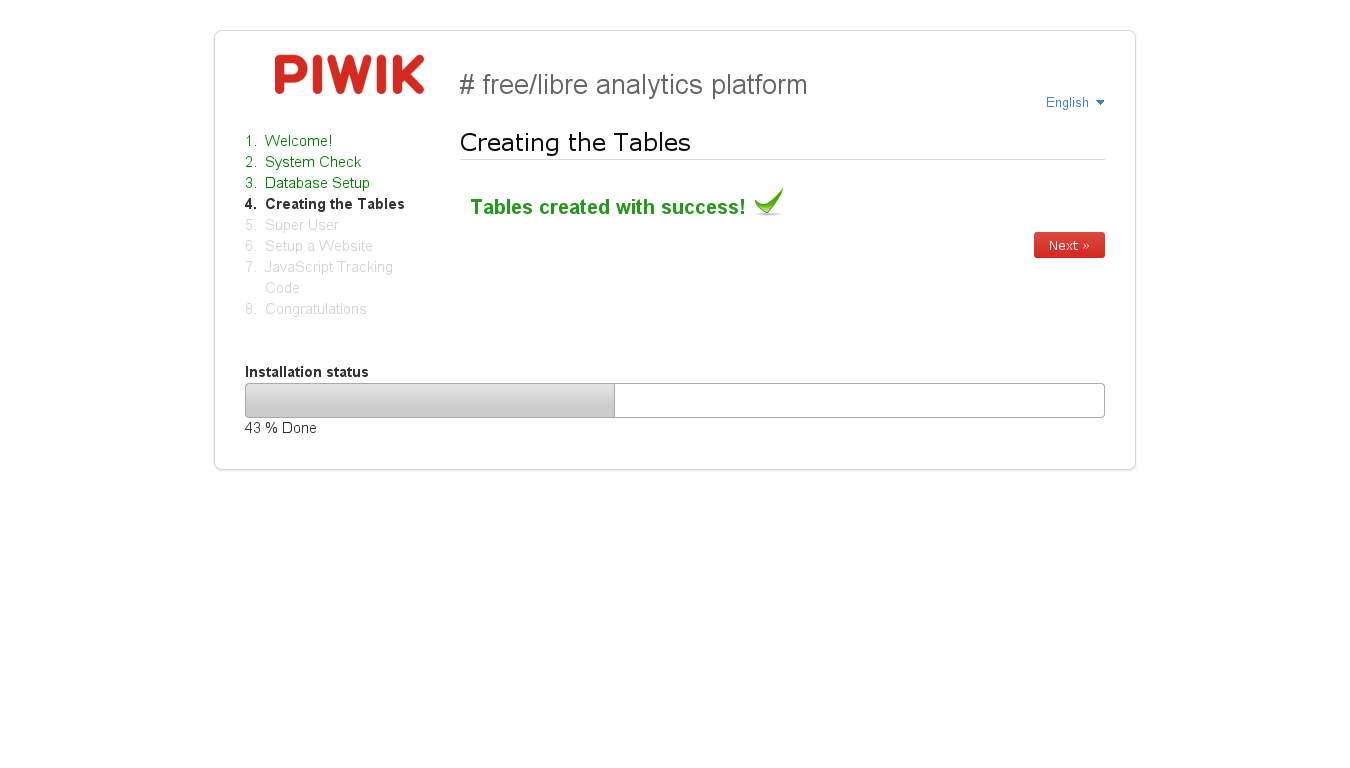 PIWIK
# free/libre analytics platform
English
1. Welcome!
2. System Check
3. Database Setup
4. Creating the Tables
5. Super User
6. Setup a Website
7. JavaScript Tracking
Code
8. Congratulations
Creating the Tables
Tables created with success!
Next »
Installation status
43 % Done